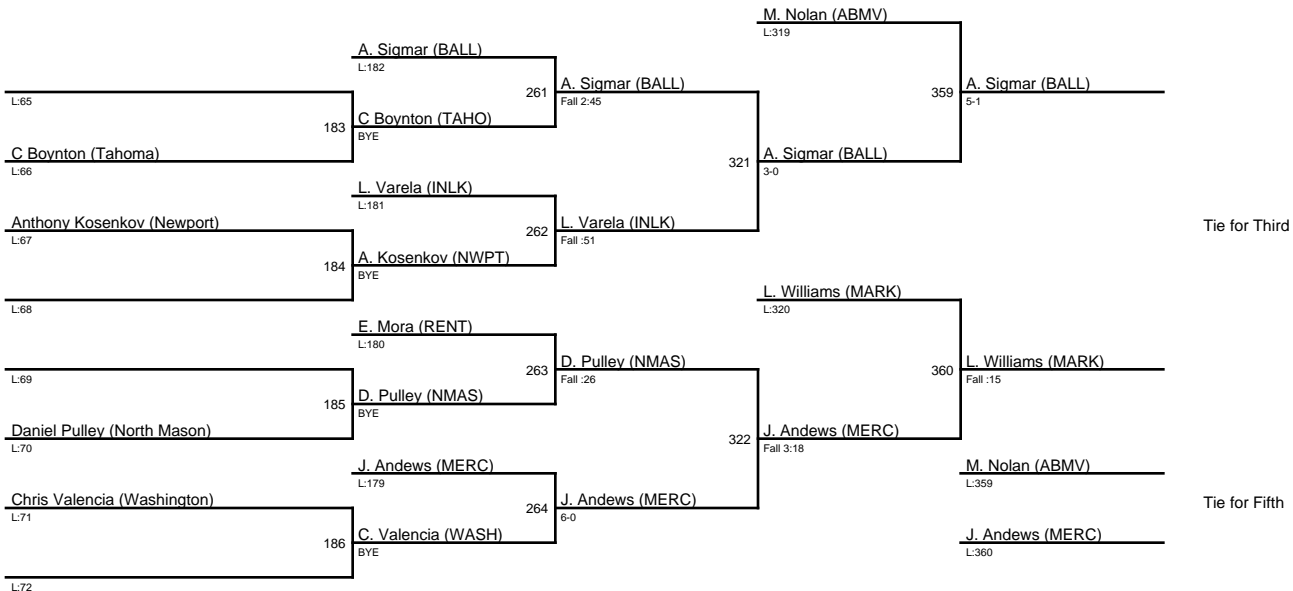 M. Nolan (ABMV)
L:319
A. Sigmar (BALL)
L:182
L:65
261
A. Sigmar (BALL)
Fall 2:45
359
A. Sigmar (BALL)
5-1
183
C Boynton (TAHO)
BYE
C Boynton (Tahoma)
L:66
321
A. Sigmar (BALL)
3-0
L. Varela (INLK)
L:181
Anthony Kosenkov (Newport)
L:67
262
L. Varela (INLK)
Fall :51
Tie for Third
184
A. Kosenkov (NWPT)
BYE
L:68
L. Williams (MARK)
L:320
E. Mora (RENT)
L:180
L:69
263
D. Pulley (NMAS)
Fall :26
360
L. Williams (MARK)
Fall :15
185
D. Pulley (NMAS)
BYE
Daniel Pulley (North Mason)
L:70
322
J. Andews (MERC)
Fall 3:18
J. Andews (MERC)
L:179
M. Nolan (ABMV)
L:359
Chris Valencia (Washington)
L:71
264
J. Andews (MERC)
6-0
Tie for Fifth
186
C. Valencia (WASH)
BYE
J. Andews (MERC)
L:360
L:72